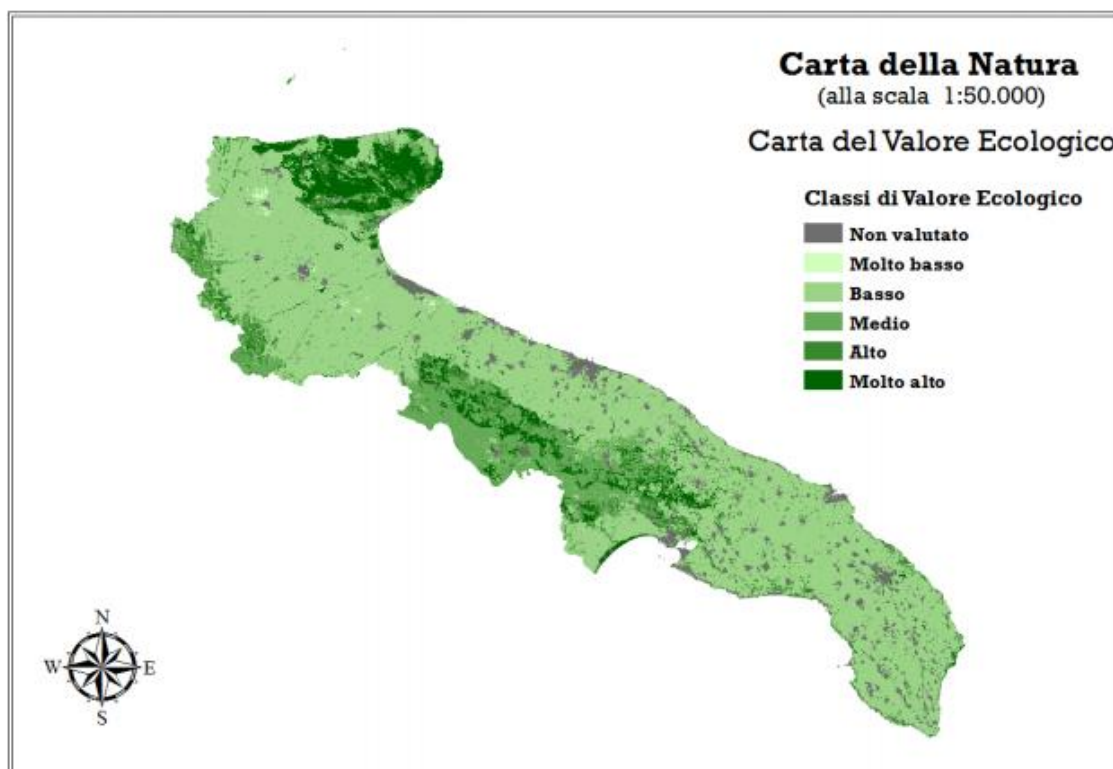 Carta della Natura
(alla scala 1:50.000)
Carta del Valore Ecologico
Classi di Valore Ecologico
Non valutato
Molto basso
Basso
Medio
Alto
Molto alto
N
W E
S